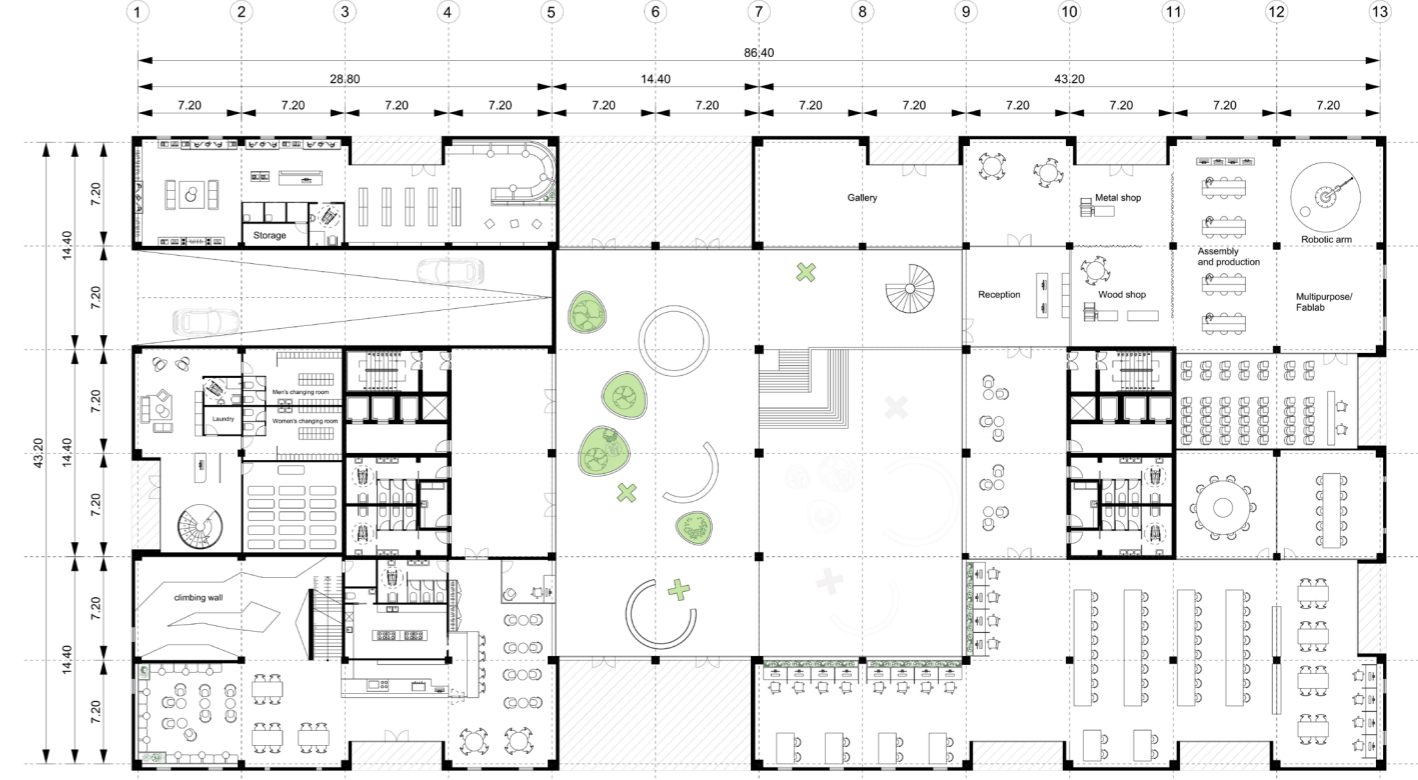 1 2 3 4 5 6 7 8 9 10 11 12 13
86.40
28.80 14.40 43.20
7.20 7.20 7.20 7.20 7.20 7.20 7.20 7.20 7.20 7.20 7.20 7.20
43.20
14.40
14.40
14.40
7.20
7.20
7.20
7.20
7.20
7.20
Storage
Gallery
Metal shop
Robotic arm
Assembly
and production
Reception
Wood shop
Multipurpose/
Fablab
Men's changing room
Laundry
Women's changing room
climbing wall